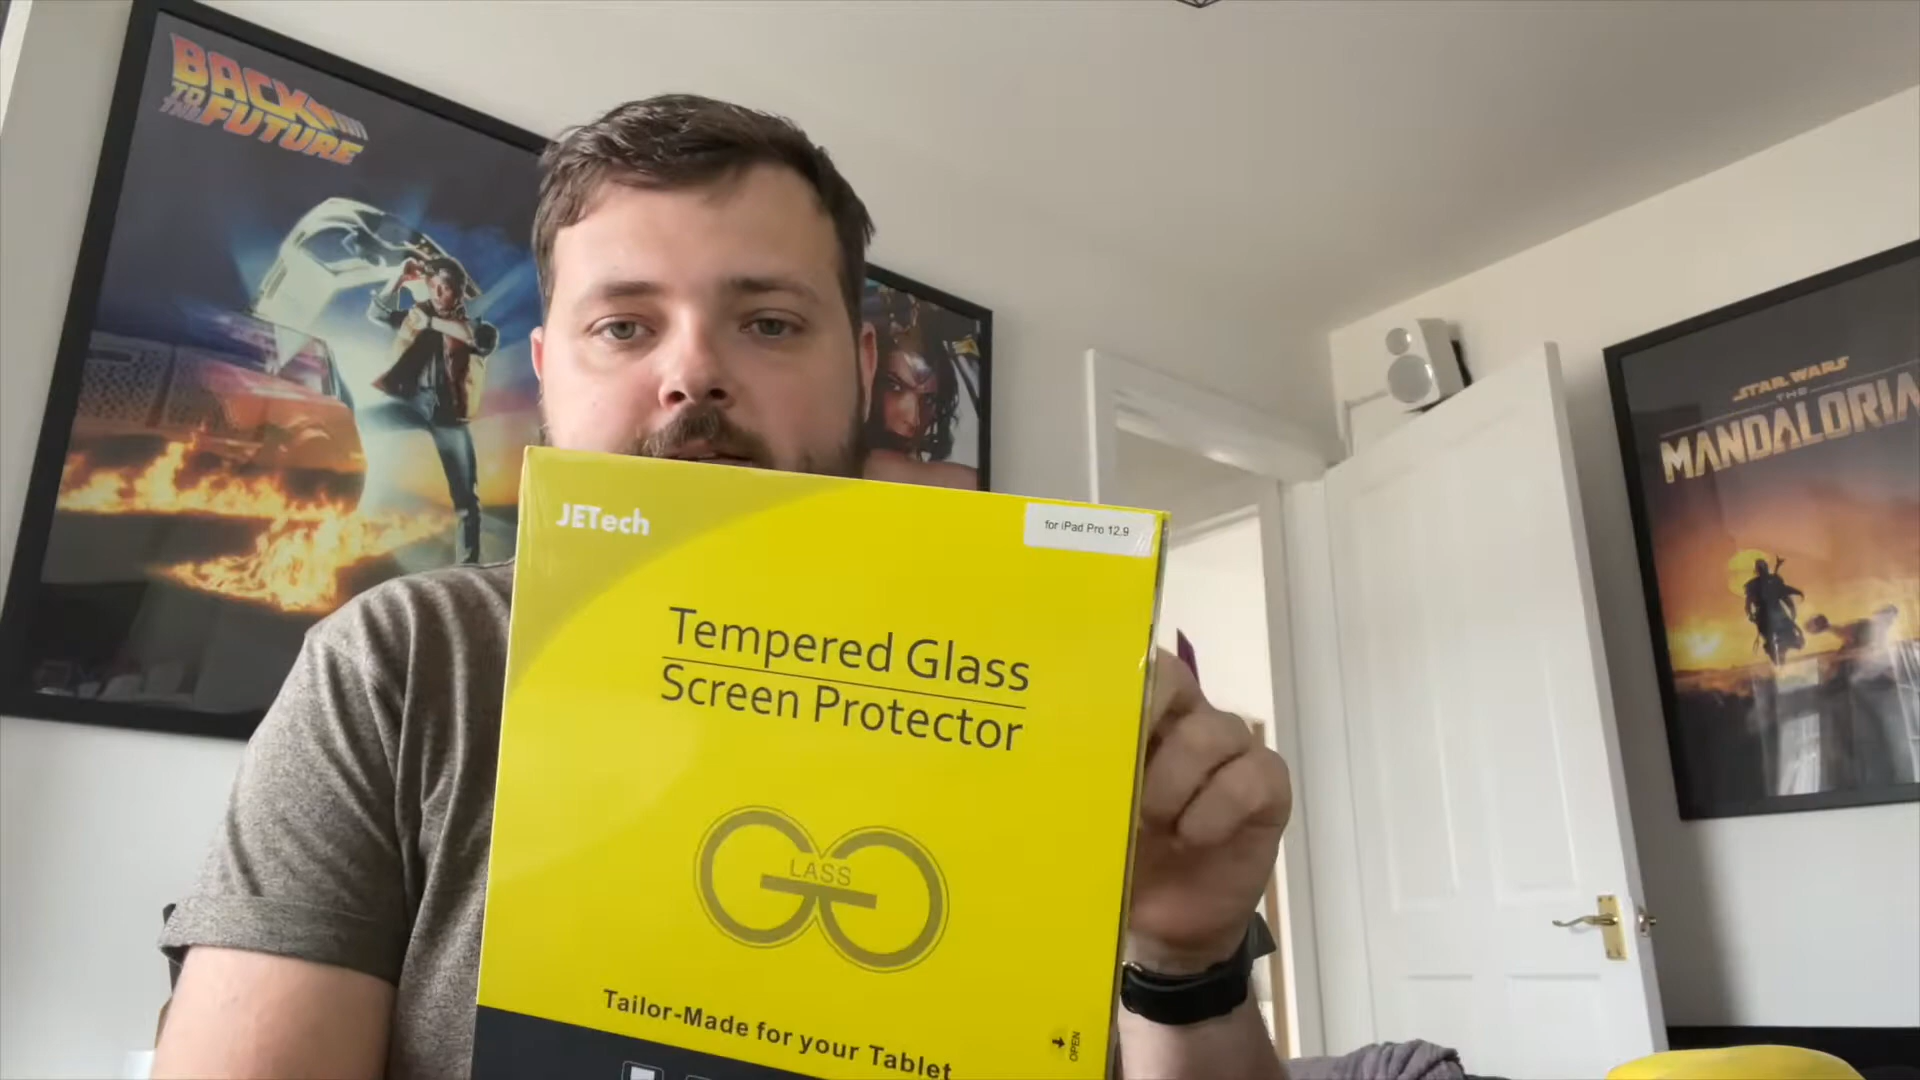 BACK
TO THE
FUTURE
STAR WARS
THE
MANDALORIA
JETech
for iPad Pro 12.9
Tempered Glass
Screen Protector
G LASS
Tailor-Made for your Tablet
OPEN